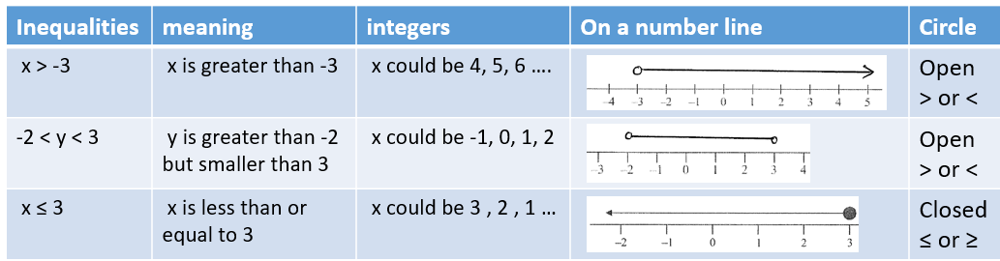 Inequalities meaning integers On a number line Circle
x > -3 x is greater than -3 x could be 4, 5, 6 .... Open
> or <
-4 -3 -2 -1 0 1 2 3 4 5
-2 < y < 3 y is greater than -2 x could be -1, 0, 1, 2 Open
but smaller than 3 > or <
-3 -2 -1 0 1 2 3 4
x ≤ 3 x is less than or x could be 3 , 2 , 1 ... Closed
equal to 3 ≤ or ≥
-2 -1 0 1 2 3